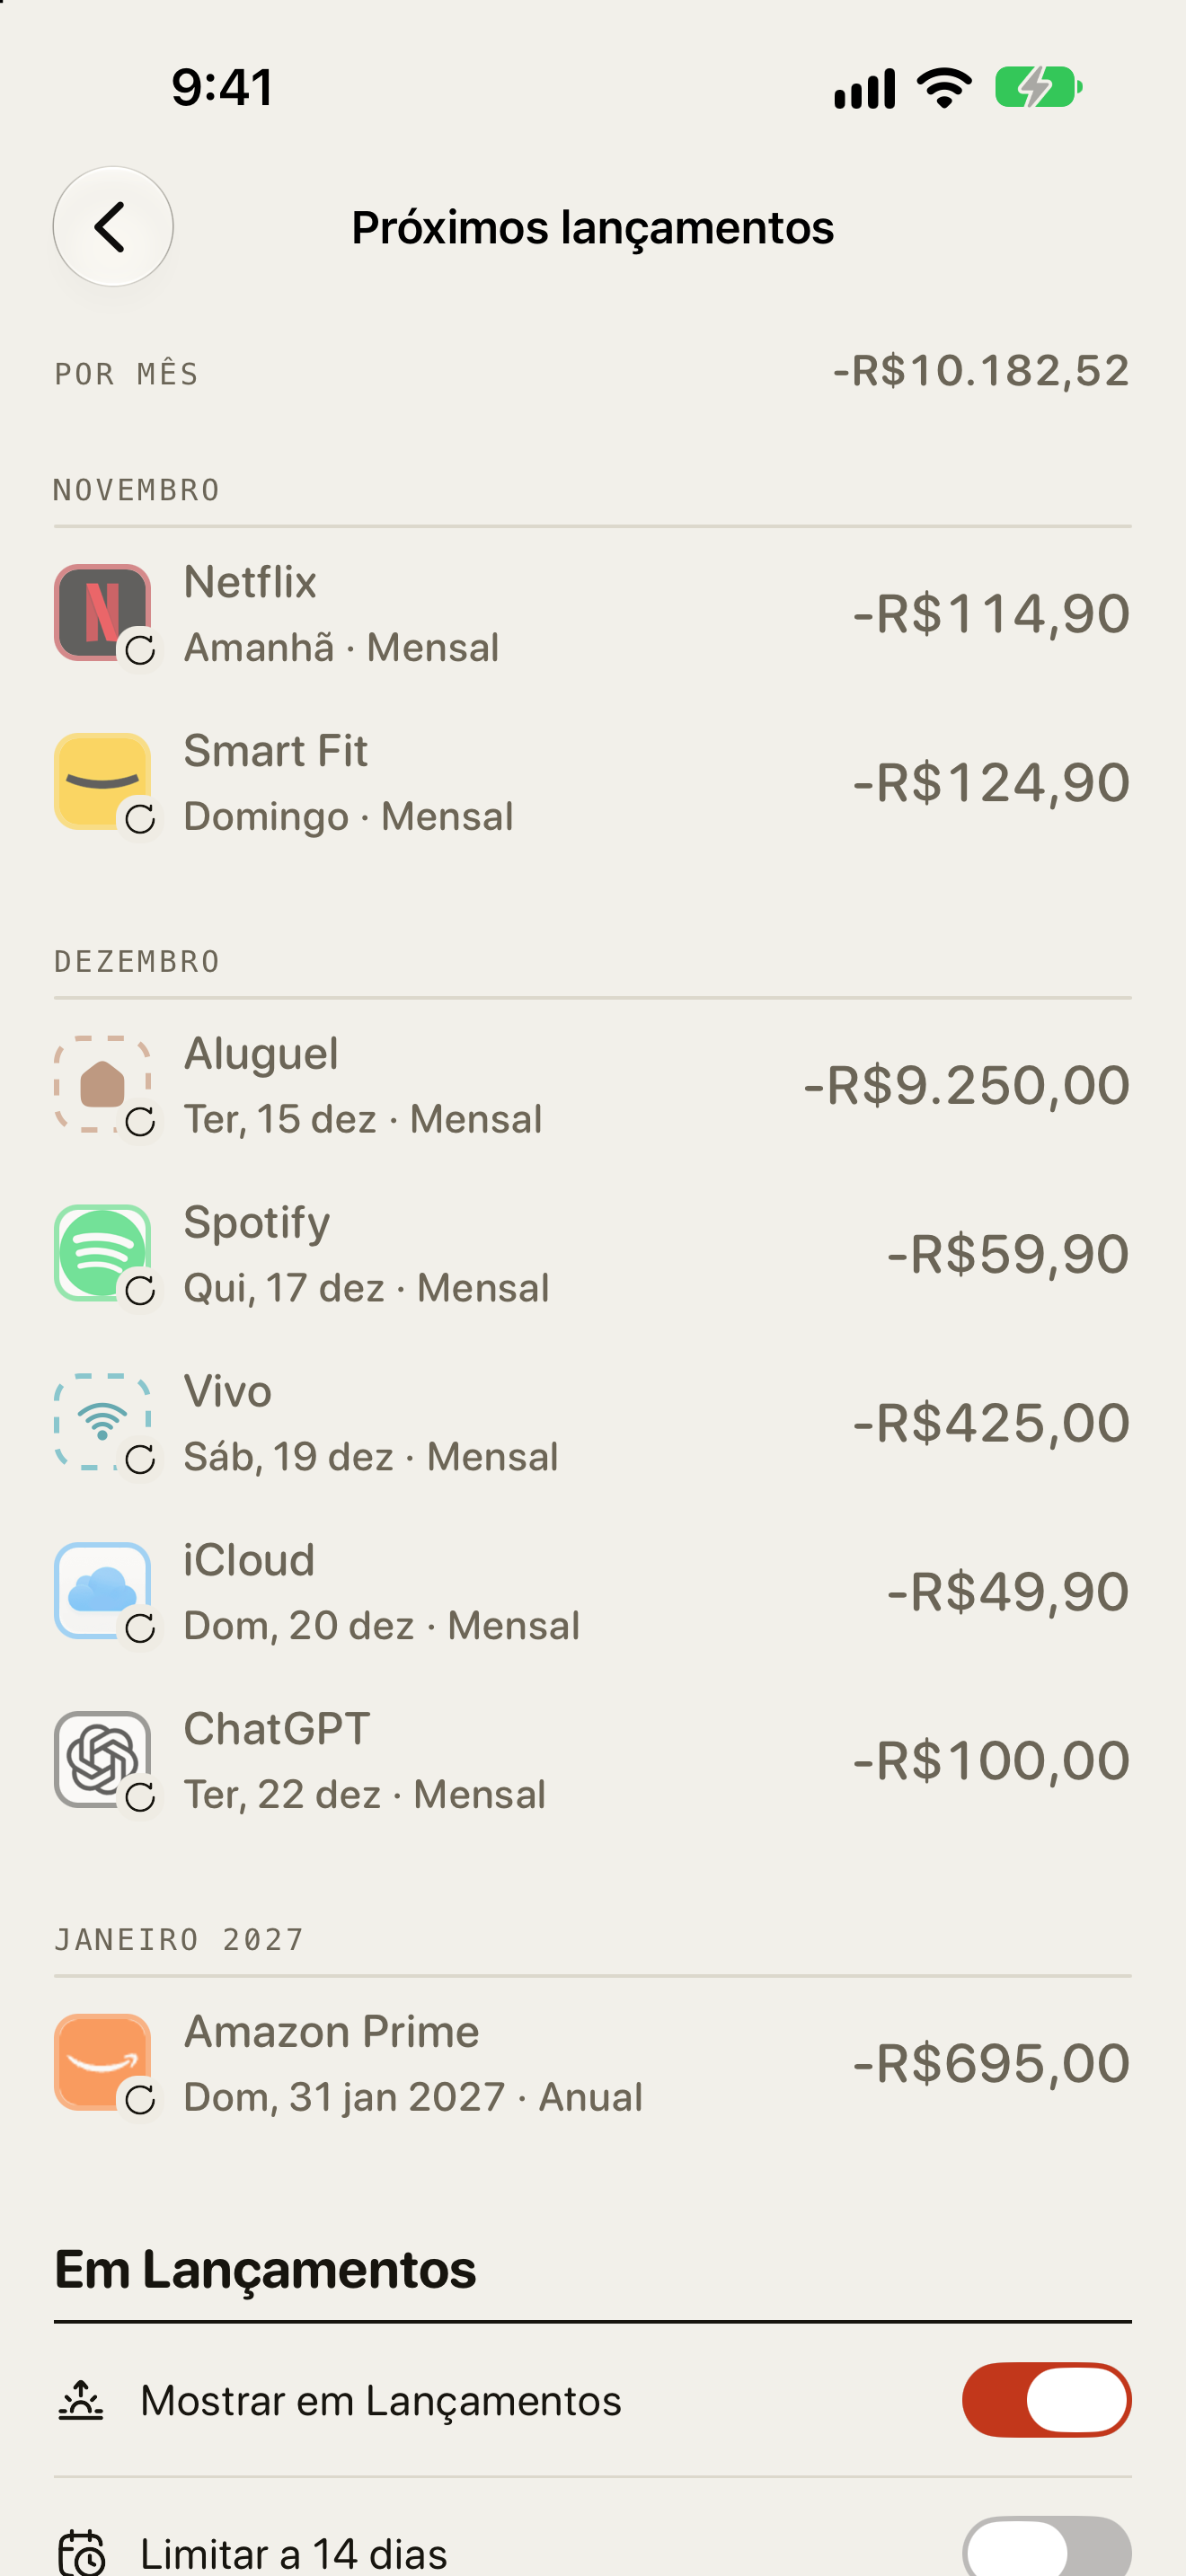 9:41
Próximos lançamentos
POR MÊS -R$10.182,52
NOVEMBRO
Netflix
Amanhã · Mensal
-R$114,90
Smart Fit
Domingo · Mensal
-R$124,90
DEZEMBRO
Aluguel
Ter, 15 dez · Mensal
-R$9.250,00
Spotify
Qui, 17 dez · Mensal
-R$59,90
Vivo
Sáb, 19 dez · Mensal
-R$425,00
iCloud
Dom, 20 dez · Mensal
-R$49,90
ChatGPT
Ter, 22 dez · Mensal
-R$100,00
JANEIRO 2027
Amazon Prime
Dom, 31 jan 2027 · Anual
-R$695,00
Em Lançamentos
Mostrar em Lançamentos
Limitar a 14 dias